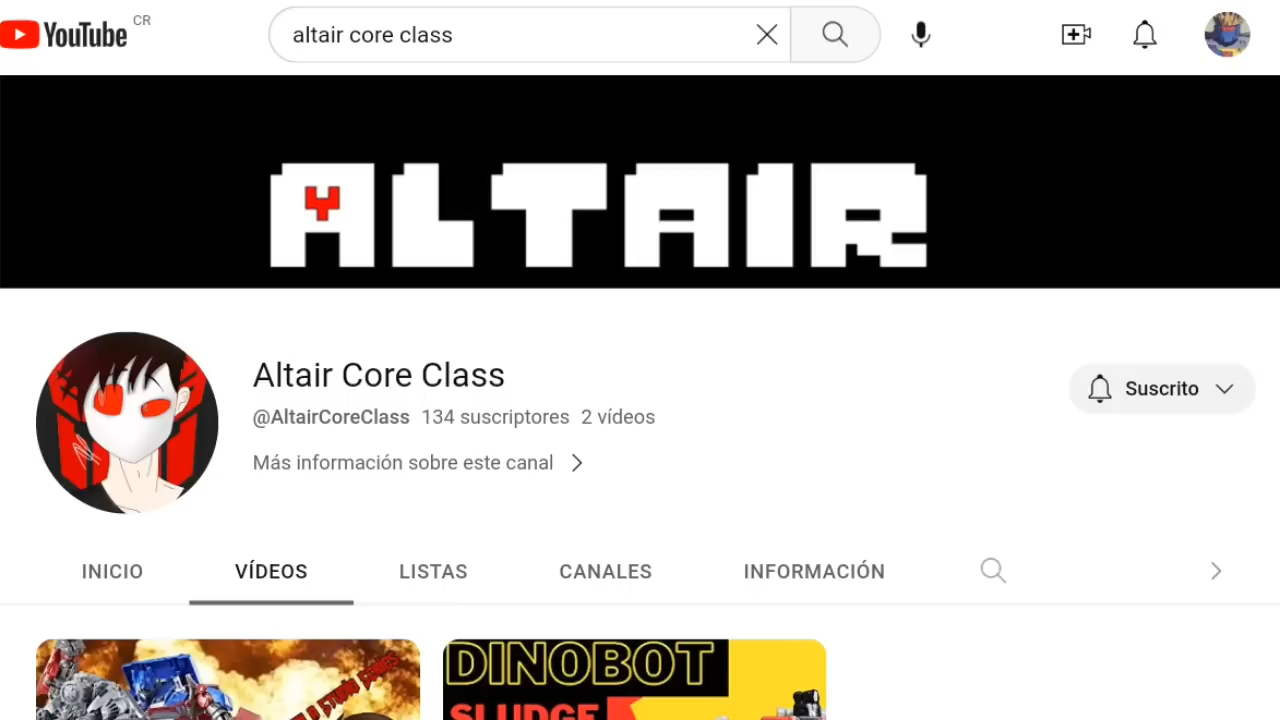 YouTube CR
altair core class
ALTAIR
Altair Core Class
@AltairCoreClass 134 suscriptores 2 vídeos
Más información sobre este canal
Suscrito
INICIO VÍDEOS LISTAS CANALES INFORMACIÓN
DINOBOT
SLUDGE